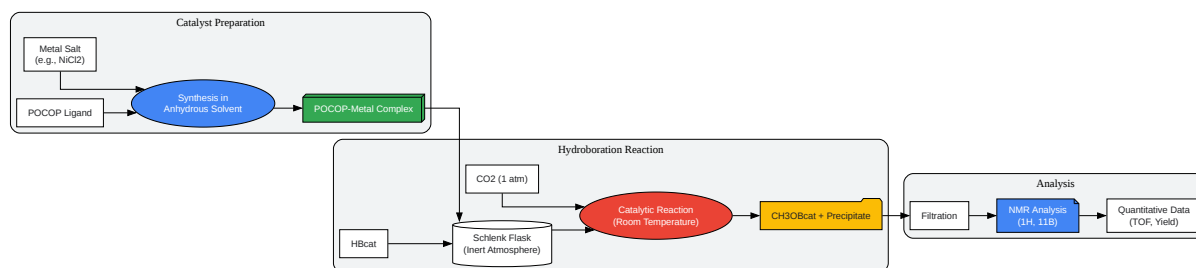 Catalyst Preparation
Metal Salt
(e.g., NiCl2)
POCOP Ligand
Synthesis in
Anhydrous Solvent
POCOP-Metal Complex
Hydroboration Reaction
CO2 (1 atm)
HBcat
Schlenk Flask
(Inert Atmosphere)
Catalytic Reaction
(Room Temperature)
CH3OBcat + Precipitate
Analysis
Filtration
NMR Analysis
(1H, 11B)
Quantitative Data
(TOF, Yield)